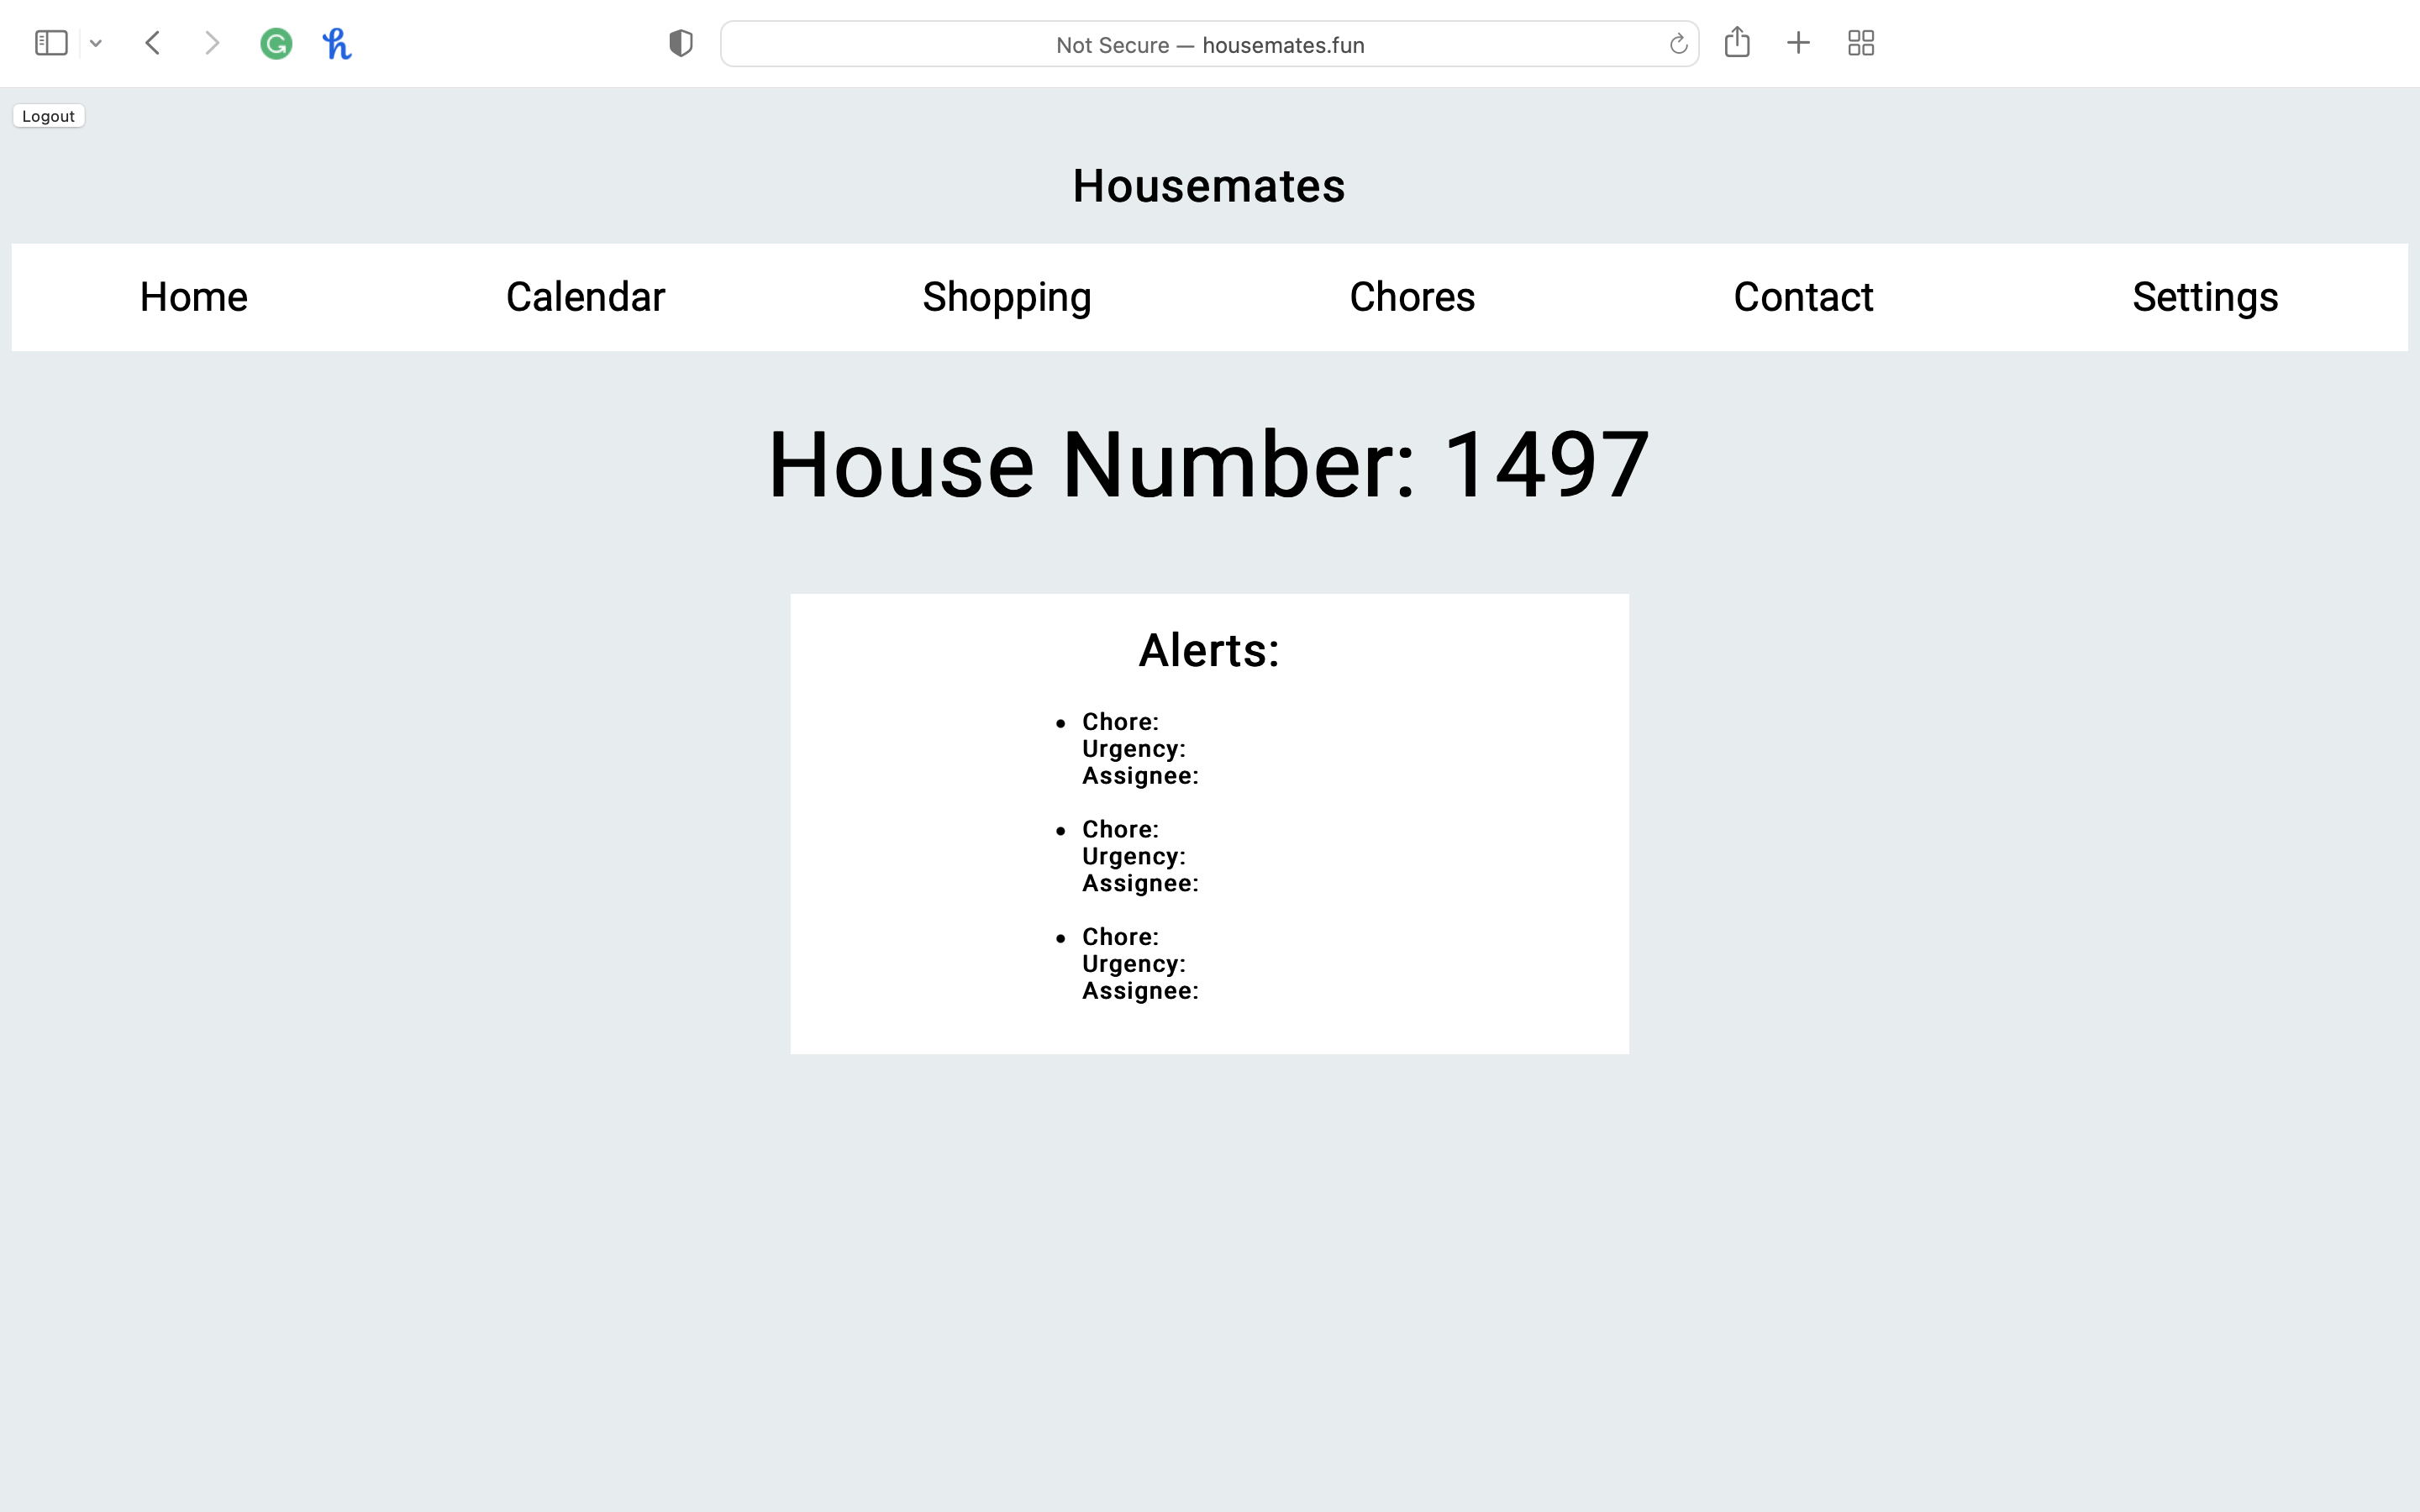 Not Secure — housemates.fun
Logout
Housemates
Home Calendar Shopping Chores Contact Settings
House Number: 1497
Alerts:
• Chore:
Urgency:
Assignee:
• Chore:
Urgency:
Assignee:
• Chore:
Urgency:
Assignee: